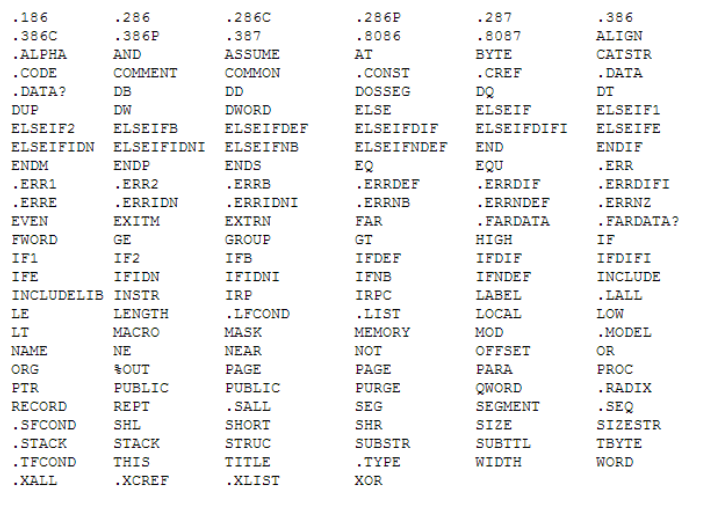 .186 .286 .286C .286P .287 .386
.386C .386P .387 .8086 .8087 ALIGN
.ALPHA AND ASSUME AT BYTE CATSTR
.CODE COMMENT COMMON .CONST .CREF .DATA
.DATA? DB DD DOSSEG DQ DT
DUP DW DWORD ELSE ELSEIF ELSEIF1
ELSEIF2 ELSEIFB ELSEIFDEF ELSEIFDIF ELSEIFDIFI ELSEIFE
ELSEIFIDN ELSEIFIDNI ELSEIFNB ELSEIFNDEF END ENDIF
ENDM ENDP ENDS EQ EQU .ERR
.ERR1 .ERR2 .ERRB .ERRDEF .ERRDIF .ERRDIFI
.ERRE .ERRIDN .ERRIDNI .ERRNB .ERRNDEF .ERRNZ
EVEN EXITM EXTRN FAR .FARDATA .FARDATA?
FWORD GE GROUP GT HIGH IF
IF1 IF2 IFB IFDEF IFDIF IFDIFI
IFE IFIDN IFIDNI IFNB IFNDEF INCLUDE
INCLUDELIB INSTR IRP IRPC LABEL .LALL
LE LENGTH .LFCOND .LIST LOCAL LOW
LT MACRO MASK MEMORY MOD .MODEL
NAME NE NEAR NOT OFFSET OR
ORG %OUT PAGE PAGE PARA PROC
PTR PUBLIC PUBLIC PURGE QWORD .RADIX
RECORD REPT .SALL SEG SEGMENT .SEQ
.SFCOND SHL SHORT SHR SIZE SIZESTR
.STACK STACK STRUC SUBSTR SUBTTL TBYTE
.TFCOND THIS TITLE .TYPE WIDTH WORD
.XALL .XCREF .XLIST XOR